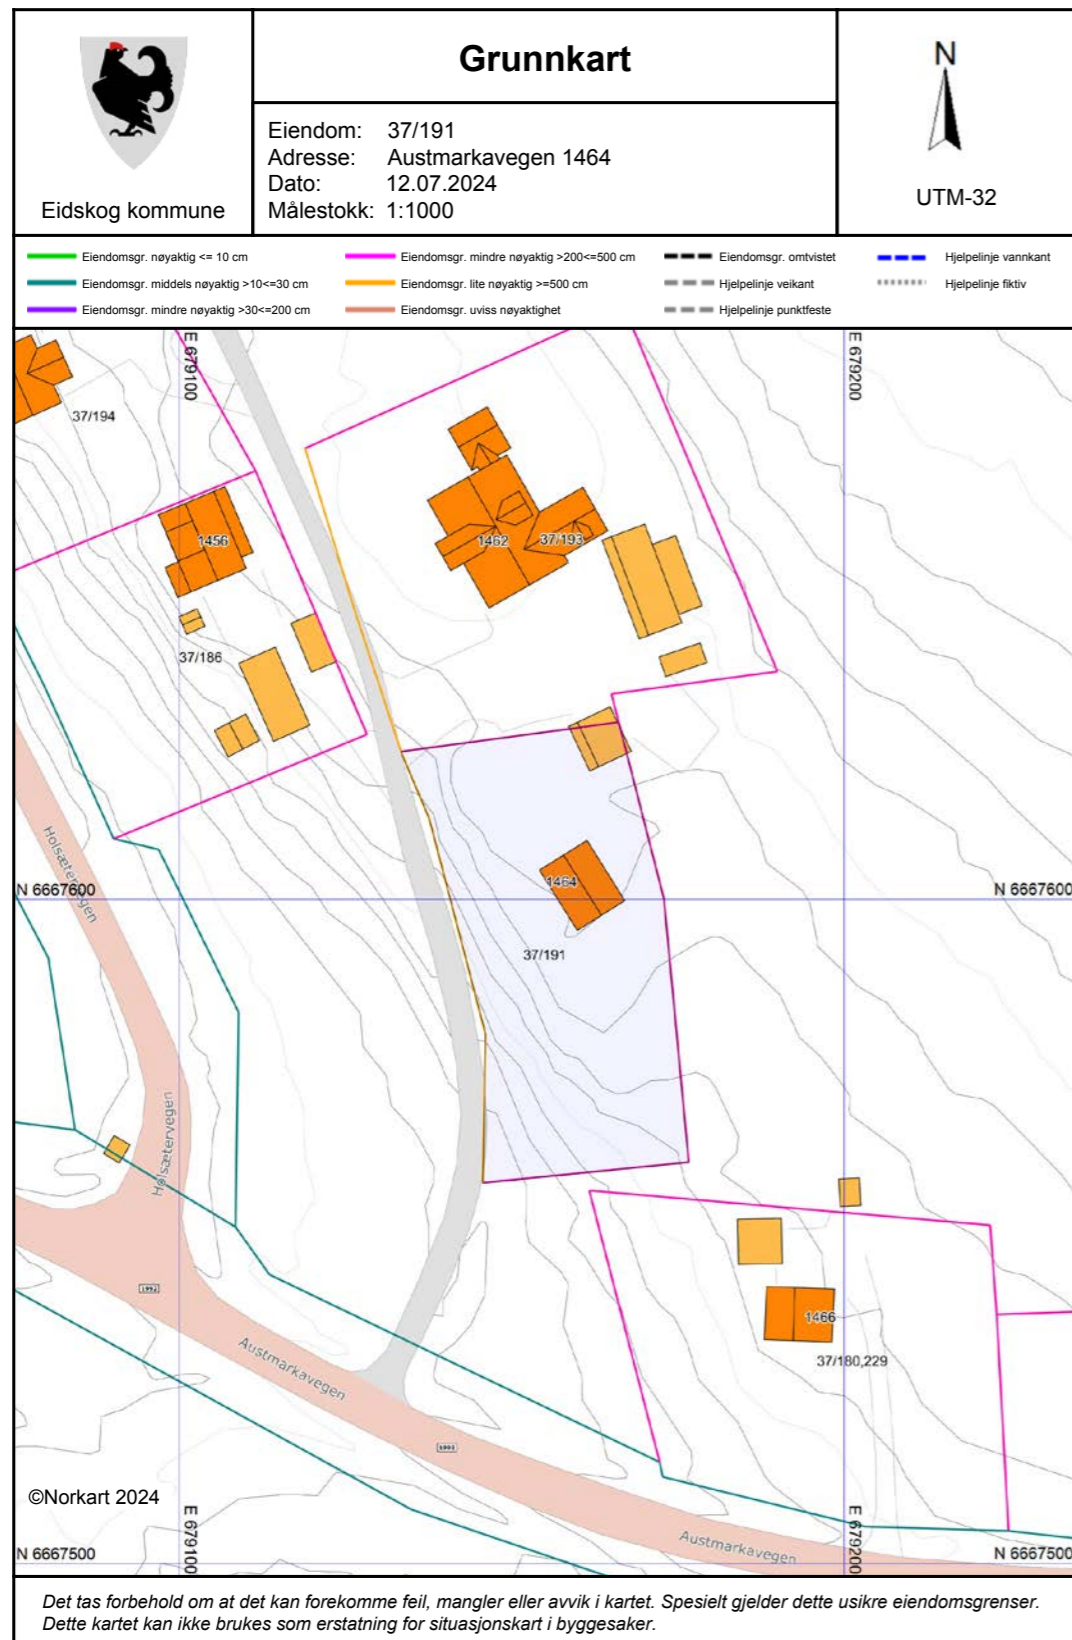 Grunnkart
Eidskog kommune
Eiendom: 37/191
Adresse: Austmarkavegen 1464
Dato: 12.07.2024
Målestokk: 1:1000
N
UTM-32
Eiendomsgr. nøyaktig <= 10 cm
Eiendomsgr. middels nøyaktig >10<=30 cm
Eiendomsgr. mindre nøyaktig >30<=200 cm
Eiendomsgr. mindre nøyaktig >200<=500 cm
Eiendomsgr. lite nøyaktig >=500 cm
Eiendomsgr. uviss nøyaktighet
Eiendomsgr. omtvistet
Hjelpelinje veikant
Hjelpelinje punktfeste
Hjelpelinje vannkant
Hjelpelinje fiktiv
E 679100
E 679200
37/194
1456
1462
37/193
37/186
Holsætervegen
N 6667600
N 6667600
1464
37/191
Holsætervegen
1466
37/180,229
Austmarkavegen
©Norkart 2024
Austmarkavegen
E 679100
E 679200
N 6667500
N 6667500
Det tas forbehold om at det kan forekomme feil, mangler eller avvik i kartet. Spesielt gjelder dette usikre eiendomsgrenser.
Dette kartet kan ikke brukes som erstatning for situasjonskart i byggesaker.